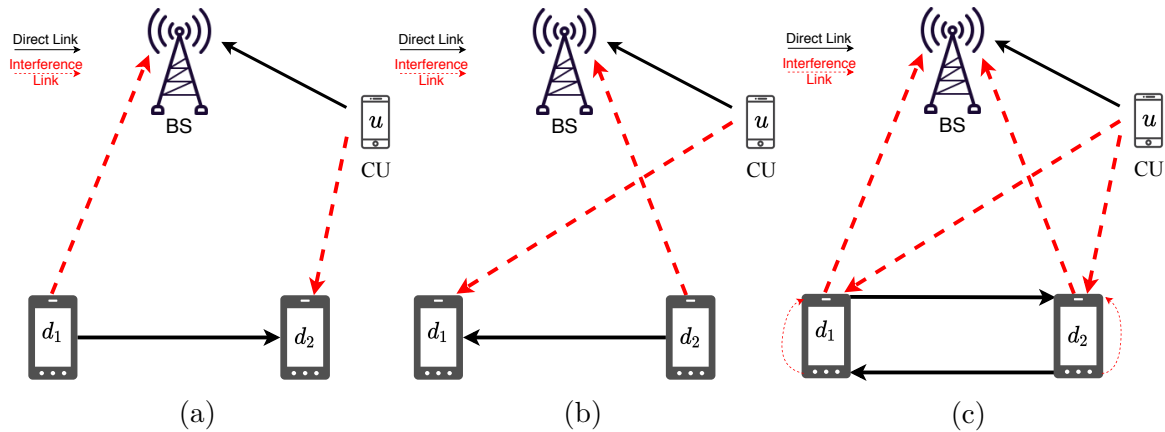 Direct Link
Interference
Link
BS
u
CU
d1
d2
(a)
Direct Link
Interference
Link
BS
u
CU
d1
d2
(b)
Direct Link
Interference
Link
BS
u
CU
d1
d2
(c)